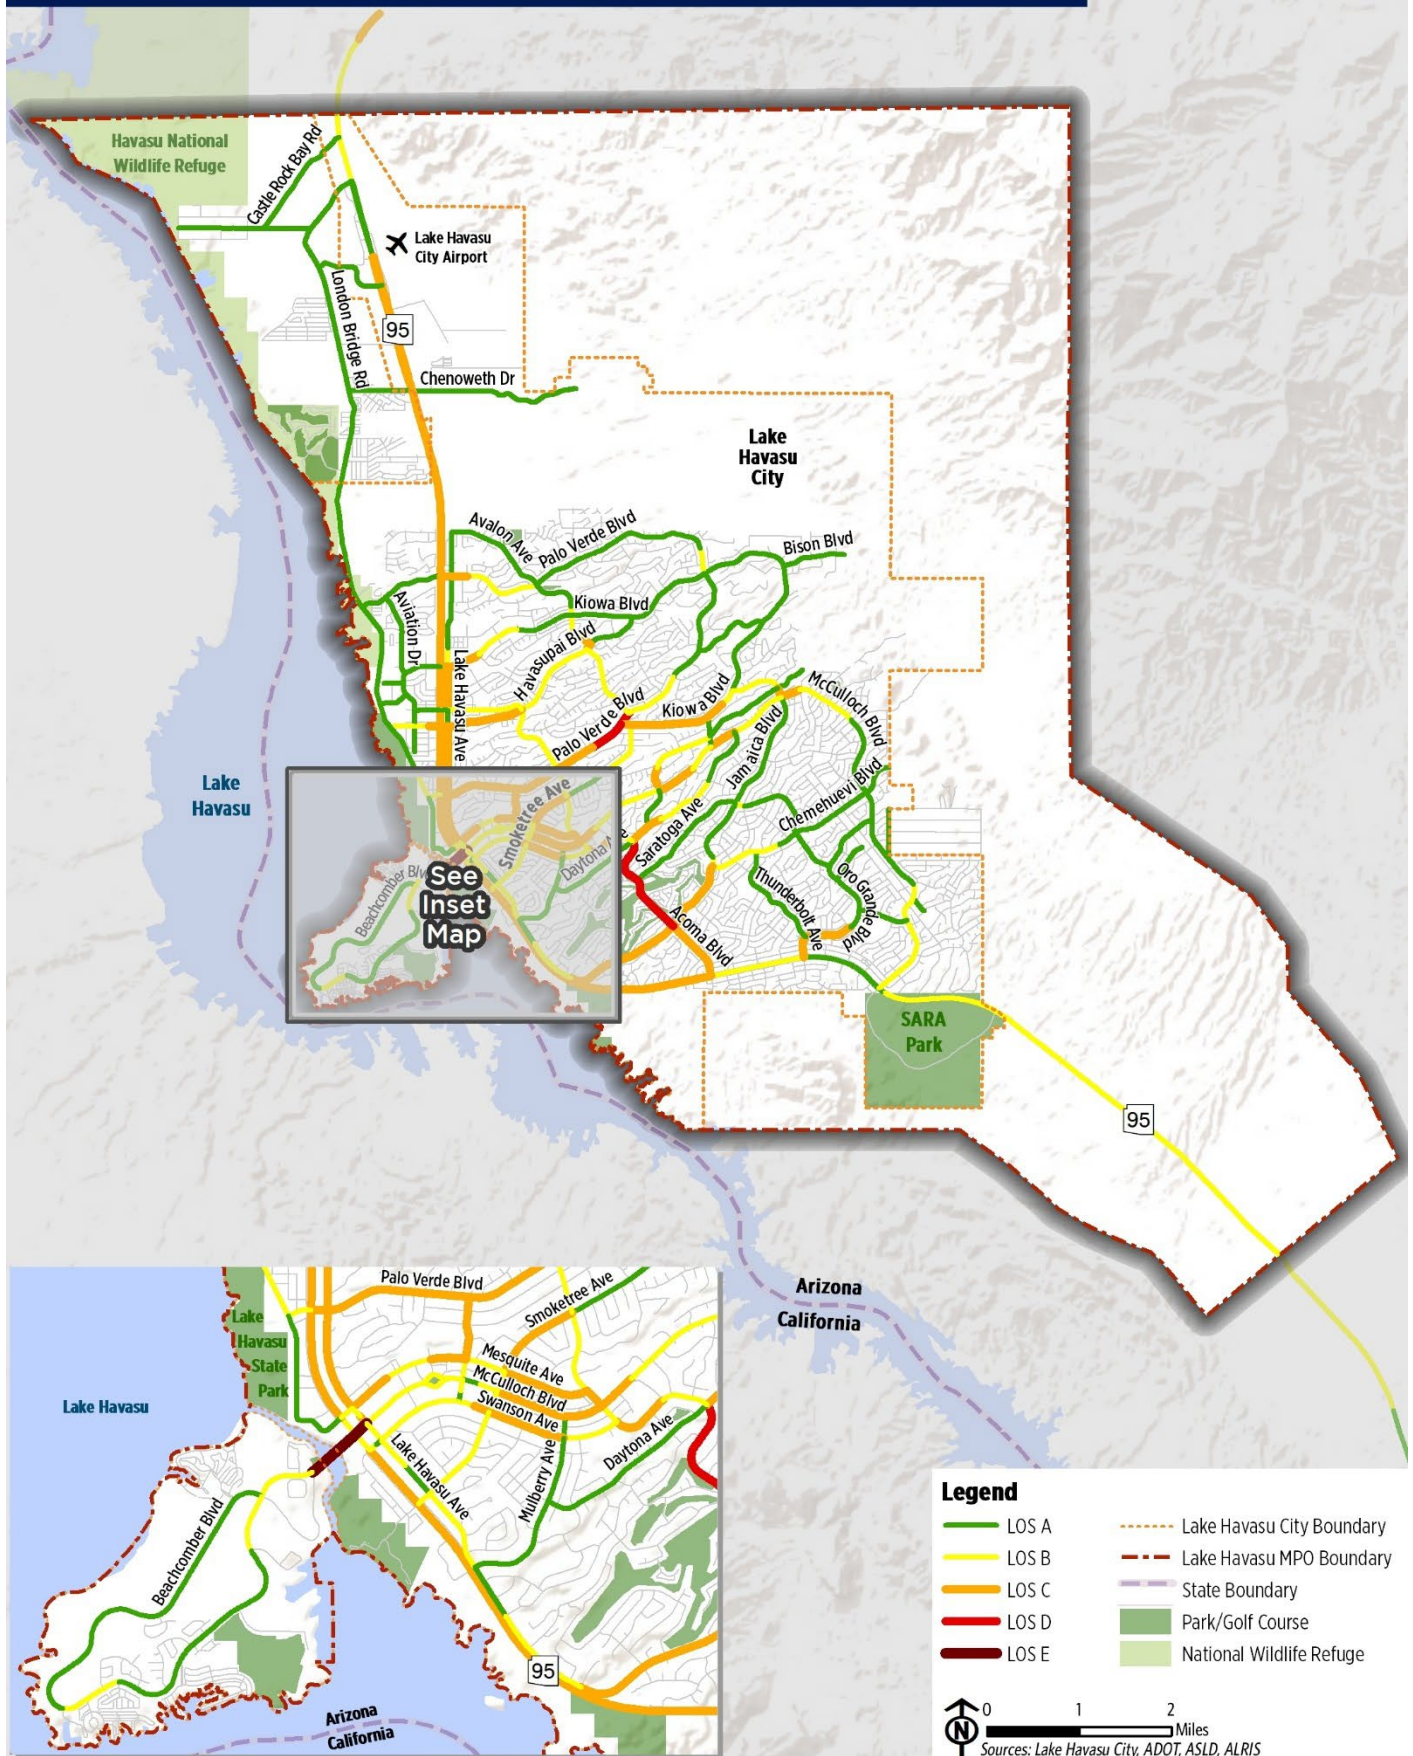 Havasu National
Wildlife Refuge
Castle Rock Bay Rd
Lake Havasu
City Airport
London Bridge Rd
95
Chenoweth Dr
Lake
Havasu
City
Avalon Ave
Palo Verde Blvd
Bison Blvd
Aviation Dr
Kiowa Blvd
Havasupai Blvd
Lake Havasu Ave
Palo Verde Blvd
Kiowa Blvd
McCulloch Blvd
Jamaica Blvd
Lake
Havasu
Smoketree Ave
Chemehuevi Blvd
Saratoga Ave
Daytona
Beachcomber Blv
See
Inset
Map
Thunderbolt Ave
Oro Grande Blvd
Acoma Blvd
SARA
Park
95
Arizona
California
Palo Verde Blvd
Smoketree Ave
Lake
Havasu
State
Park
Mesquite Ave
McCulloch Blvd
Swanson Ave
Lake Havasu
Lake Havasu Ave
Mulberry Ave
Daytona Ave
Beachcomber Blvd
95
Arizona
California
Legend
LOS A
LOS B
LOS C
LOS D
LOS E
Lake Havasu City Boundary
Lake Havasu MPO Boundary
State Boundary
Park/Golf Course
National Wildlife Refuge
N
0 1 2
Miles
Sources: Lake Havasu City, ADOT, ASLD, ALRIS